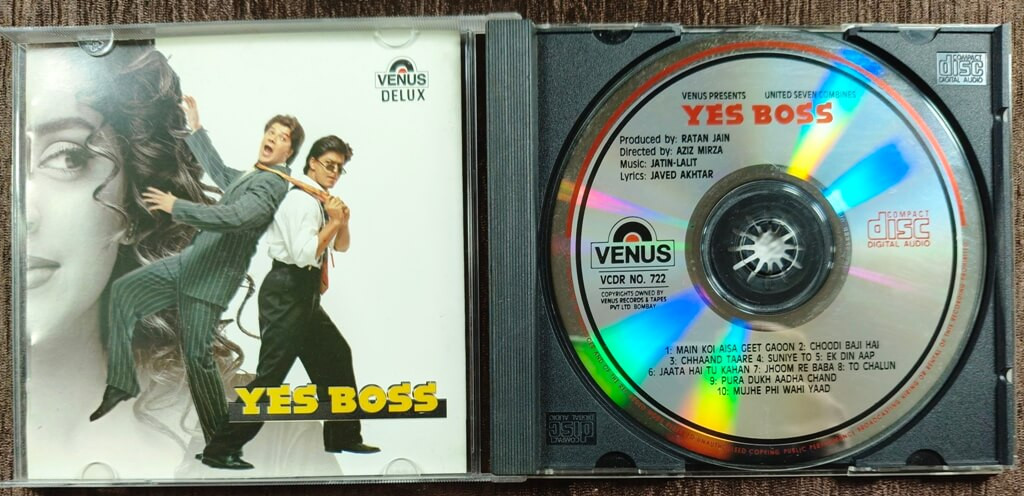 VENUS
DELUX
YES BOSS
COMPACT
disc
DIGITAL AUDIO
VENUS PRESENTS UNITED SEVEN COMBINES
YES BOSS
Produced by: RATAN JAIN
Directed by: AZIZ MIRZA
Music: JATIN-LALIT
Lyrics: JAVED AKHTAR
VENUS
VCDR NO. 722
COPYRIGHTS OWNED BY
VENUS RECORDS & TAPES
PVT LTD. BOMBAY
COMPACT
disc
DIGITAL AUDIO
1: MAIN KOI AISA GEET GAOON 2: CHOODI BAJI HAI
3: CHHAAND TAARE 4: SUNIYE TO 5: EK DIN AAP
6: JAATA HAI TU KAHAN 7: JHOOM RE BABA 8: TO CHALUN
9: PURA DUKH AADHA CHAND
10: MUJHE PHI WAHI YAAD
COMPACT
disc
DIGITAL AUDIO